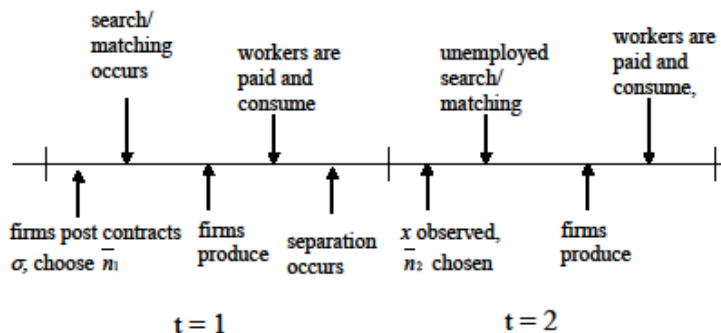 search/
matching
occurs
workers are
paid and
consume
unemployed
search/
matching
workers are
paid and
consume,
firms post contracts
σ, choose n̅₁
firms
produce
separation
occurs
x observed,
n̅₂ chosen
firms
produce
t = 1
t = 2